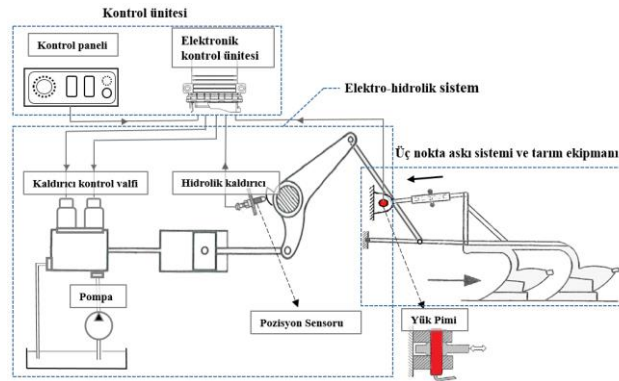 Kontrol ünitesi
Kontrol paneli
Elektronik
kontrol ünitesi
Elektro-hidrolik sistem
Üç nokta askı sistemi ve tarım ekipmanı
Kaldırıcı kontrol valfi
Hidrolik kaldırıcı
Pompa
Pozisyon Sensoru
Yük Pimi